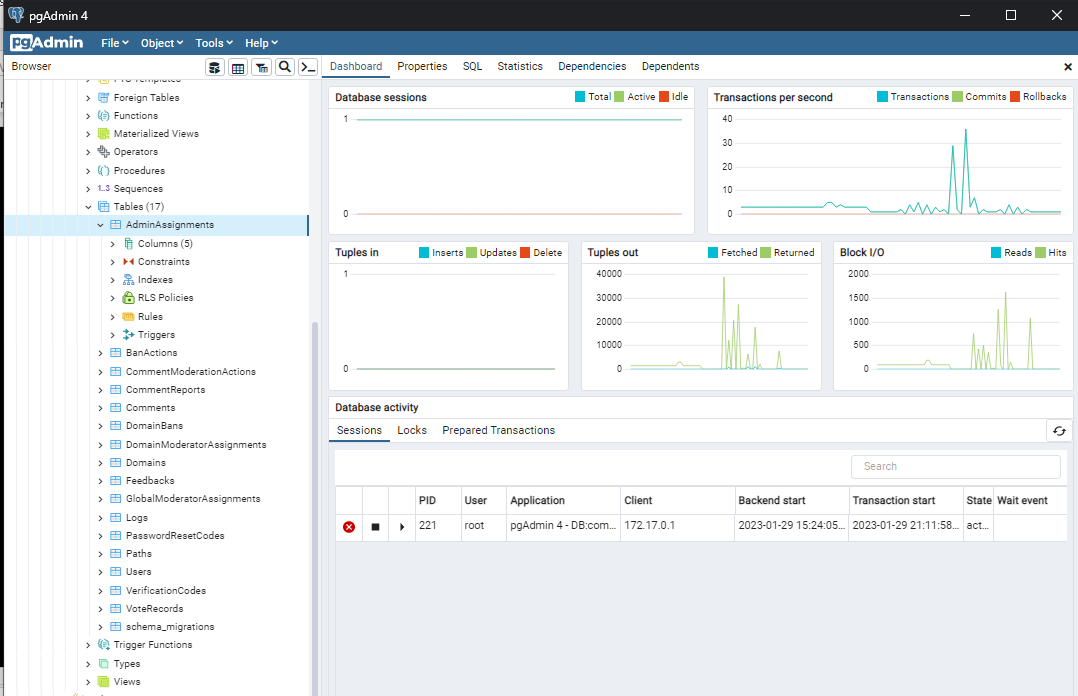 pgAdmin 4
pgAdmin File Object Tools Help
Browser
Dashboard Properties SQL Statistics Dependencies Dependents
FTS Templates
Foreign Tables
Functions
Materialized Views
Operators
Procedures
1..3 Sequences
Tables (17)
AdminAssignments
Columns (5)
Constraints
Indexes
RLS Policies
Rules
Triggers
BanActions
CommentModerationActions
CommentReports
Comments
DomainBans
DomainModeratorAssignments
Domains
Feedbacks
GlobalModeratorAssignments
Logs
PasswordResetCodes
Paths
Users
VerificationCodes
VoteRecords
schema_migrations
Trigger Functions
Types
Views
Database sessions Total Active Idle
1
0
Transactions per second Transactions Commits Rollbacks
40
30
20
10
0
Tuples in Inserts Updates Delete
1
0
Tuples out Fetched Returned
40000
30000
20000
10000
0
Block I/O Reads Hits
2000
1500
1000
500
0
Database activity
Sessions Locks Prepared Transactions
Search
PID User Application Client Backend start Transaction start State Wait event
221 root pgAdmin 4 - DB:com... 172.17.0.1 2023-01-29 15:24:05... 2023-01-29 21:11:58... act...